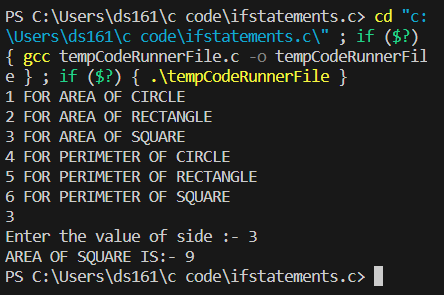 PS C:\Users\ds161\c code\ifstatements.c> cd "c:
\Users\ds161\c code\ifstatements.c\" ; if ($?)
{ gcc tempCodeRunnerFile.c -o tempCodeRunnerFil
e } ; if ($?) { .\tempCodeRunnerFile }
1 FOR AREA OF CIRCLE
2 FOR AREA OF RECTANGLE
3 FOR AREA OF SQUARE
4 FOR PERIMETER OF CIRCLE
5 FOR PERIMETER OF RECTANGLE
6 FOR PERIMETER OF SQUARE
3
Enter the value of side :- 3
AREA OF SQUARE IS:- 9
PS C:\Users\ds161\c code\ifstatements.c>